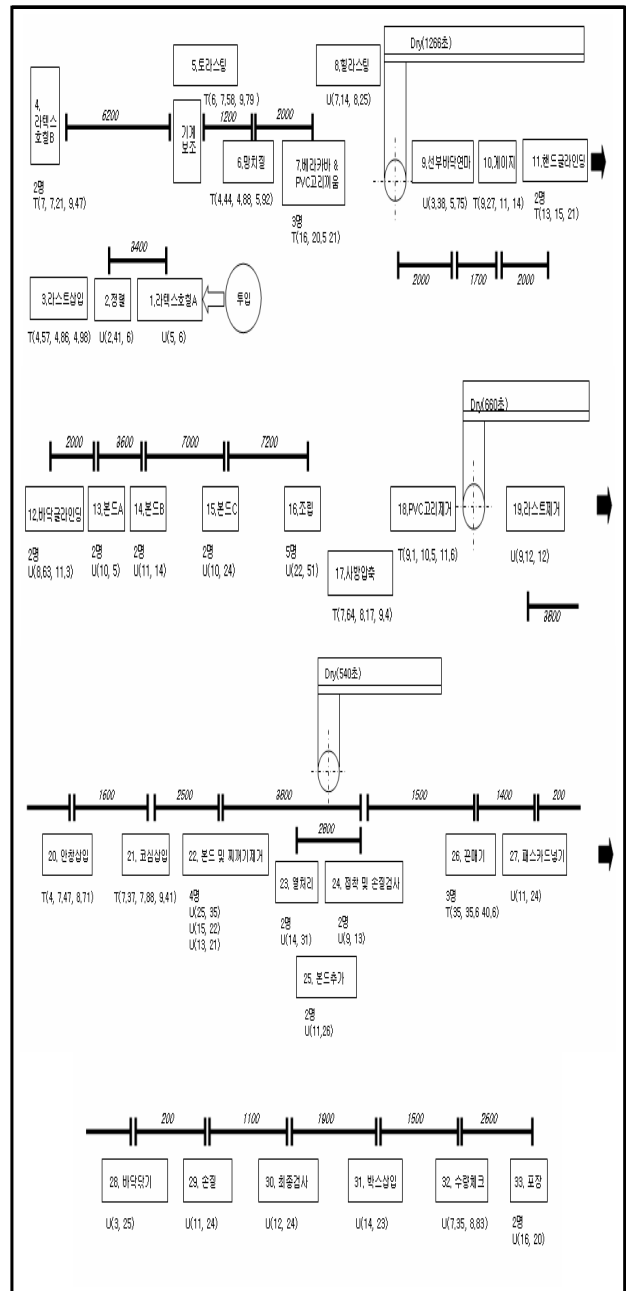 Dry(1266초)
5,토라스팅
T(6, 7,58, 9,79 )
8,힐라스팅
U(7,14, 8,25)
4,
라텍스
호칠B
6200
기계
보조
1200
2000
6,망치질
T(4,44, 4,88, 5,92)
7,베리카바 &
PVC고리끼움
3명
T(16, 20,5 21)
9,선부바닥연마
U(3,38, 5,75)
10,게이지
T(9,27, 11, 14)
11,핸드글라인딩
2명
T(13, 15, 21)
2명
T(7, 7,21, 9,47)
2000
1700
2000
3400
3,라스트삽입
2,정렬
1,라텍스호칠A
투입
T(4,57, 4,86, 4,98)
U(2,41, 6)
U(5, 6)
Dry(660초)
2000
3600
7000
7200
12,바닥글라인딩
13,본드A
14,본드B
15,본드C
16,조립
18,PVC고리제거
19,라스트제거
2명
U(8,63, 11,3)
2명
U(10, 5)
2명
U(11, 14)
2명
U(10, 24)
5명
U(22, 51)
T(9,1, 10,5, 11,6)
U(9,12, 12)
17,사방압축
T(7,64, 8,17, 9,4)
3800
Dry(540초)
1600
2500
3800
1500
1400
200
2800
20, 안창삽입
21, 코심삽입
22, 본드 및 찌꺼기제거
23, 열처리
24, 접착 및 손질검사
26, 끈매기
27, 패스카드넣기
T(4, 7,47, 8,71)
T(7,37, 7,88, 9,41)
4명
U(25, 35)
U(15, 22)
U(13, 21)
2명
U(14, 31)
2명
U(9, 13)
3명
T(35, 35,6 40,6)
U(11, 24)
25, 본드추가
2명
U(11,26)
200
1100
1900
1500
2600
28, 바닥닦기
29, 손질
30, 최종검사
31, 박스삽입
32, 수량체크
33, 포장
U(3, 25)
U(11, 24)
U(12, 24)
U(14, 23)
U(7,35, 8,83)
2명
U(16, 20)